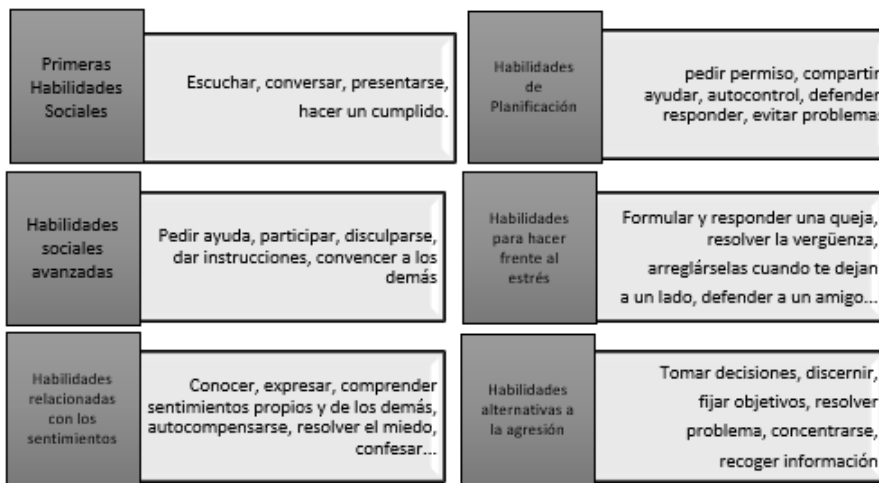 Primeras
Habilidades
Sociales
Escuchar, conversar, presentarse,
hacer un cumplido.
Habilidades
de
Planificación
pedir permiso, compartir
ayudar, autocontrol, defender
responder, evitar problema
Habilidades
sociales
avanzadas
Pedir ayuda, participar, disculparse,
dar instrucciones, convencer a los
demás
Habilidades
para hacer
frente al
estrés
Formular y responder una queja,
resolver la vergüenza,
arreglárselas cuando te dejan
a un lado, defender a un amigo...
Habilidades
relacionadas
con los
sentimientos
Conocer, expresar, comprender
sentimientos propios y de los demás,
autocompensarse, resolver el miedo,
confesar...
Habilidades
alternativas a
la agresión
Tomar decisiones, discernir,
fijar objetivos, resolver
problema, concentrarse,
recoger información